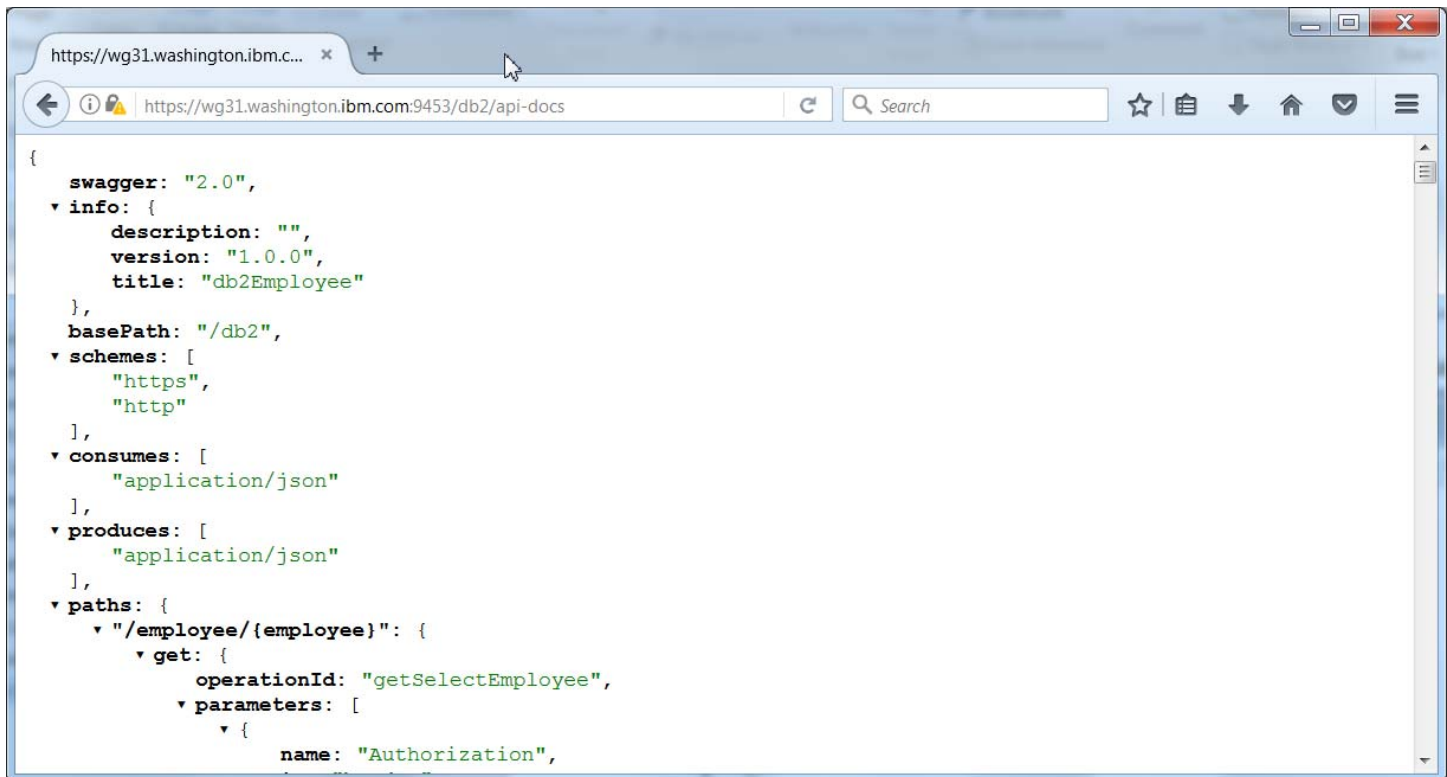 https://wg31.washington.ibm.c... × +
https://wg31.washington.ibm.com:9453/db2/api-docs Search
{
swagger: "2.0",
▼ info: {
description: "",
version: "1.0.0",
title: "db2Employee"
},
basePath: "/db2",
▼ schemes: [
"https",
"http"
],
▼ consumes: [
"application/json"
],
▼ produces: [
"application/json"
],
▼ paths: {
▼ "/employee/{employee}": {
▼ get: {
operationId: "getSelectEmployee",
▼ parameters: [
▼ {
name: "Authorization",